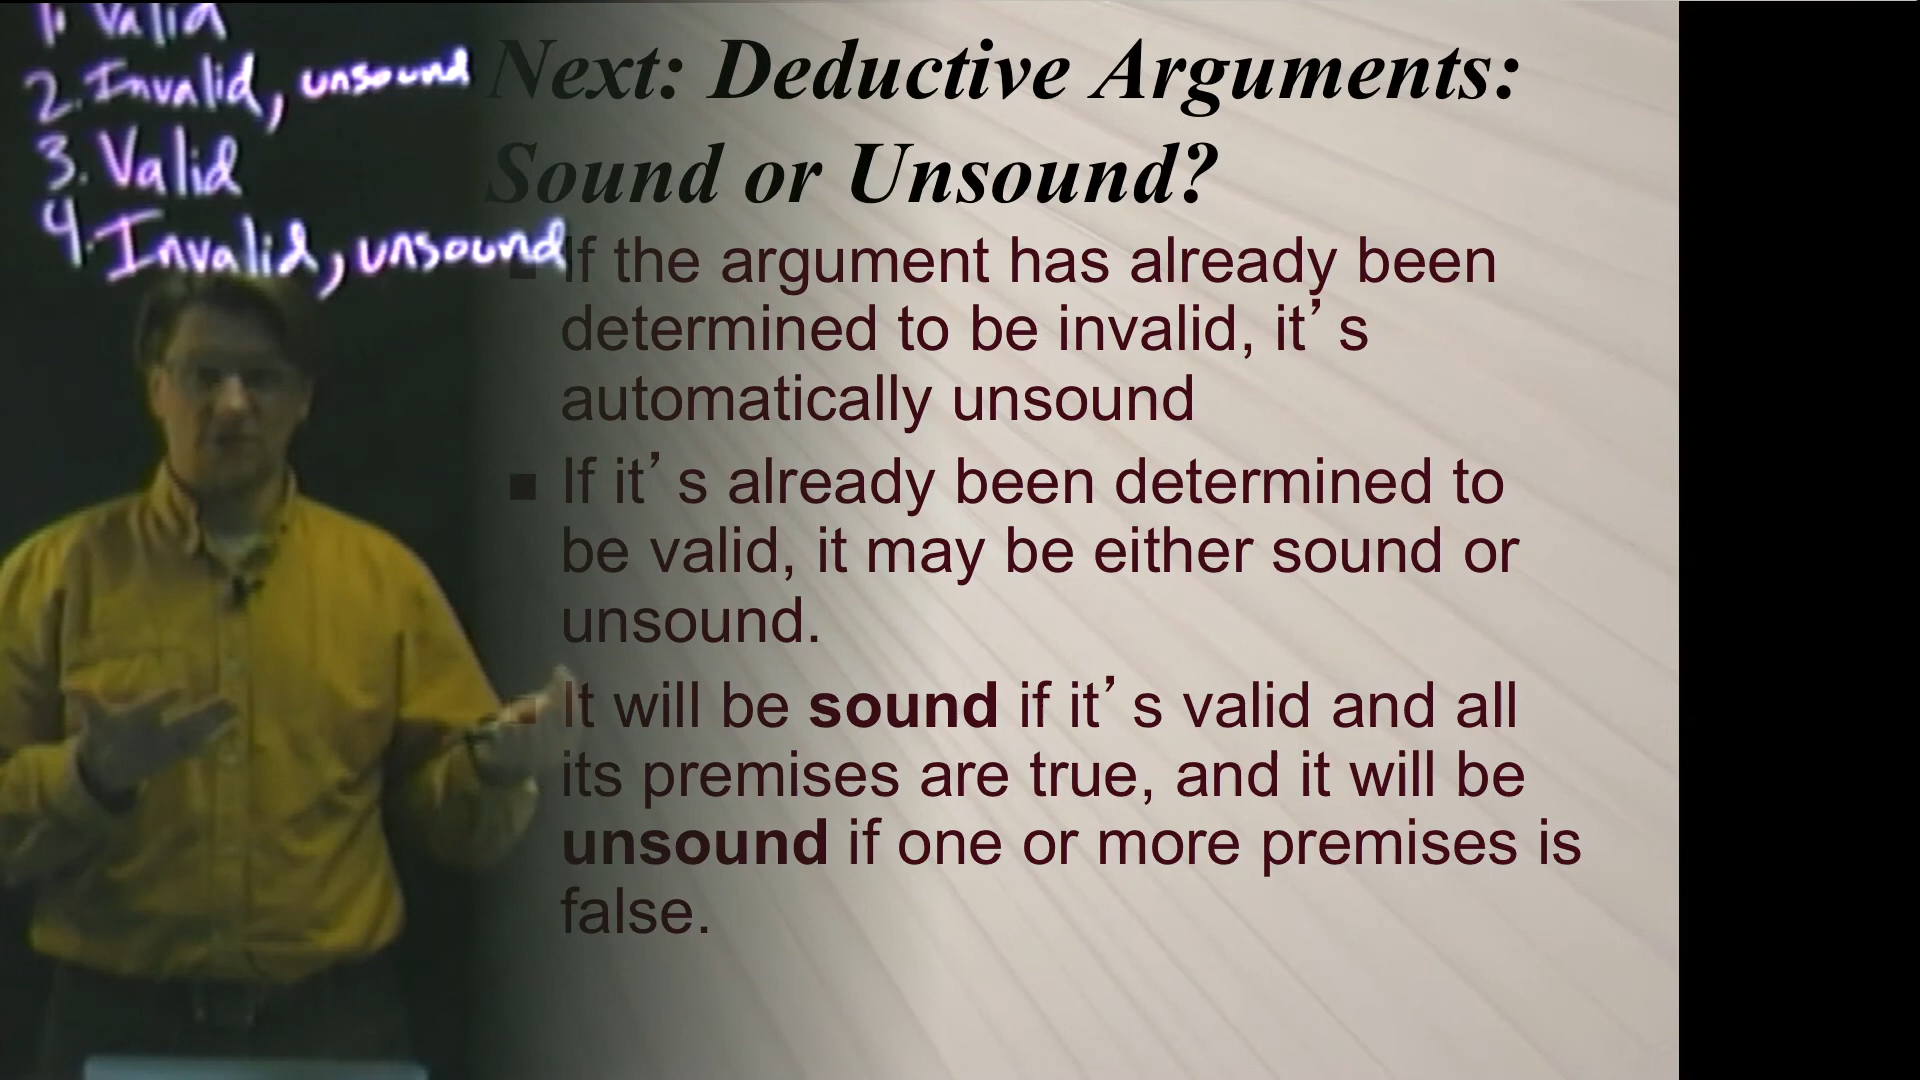 1. Valid
2. Invalid, unsound
3. Valid
4. Invalid, unsound
Next: Deductive Arguments:
Sound or Unsound?
If the argument has already been
determined to be invalid, it’s
automatically unsound
If it’s already been determined to
be valid, it may be either sound or
unsound.
It will be sound if it’s valid and all
its premises are true, and it will be
unsound if one or more premises is
false.